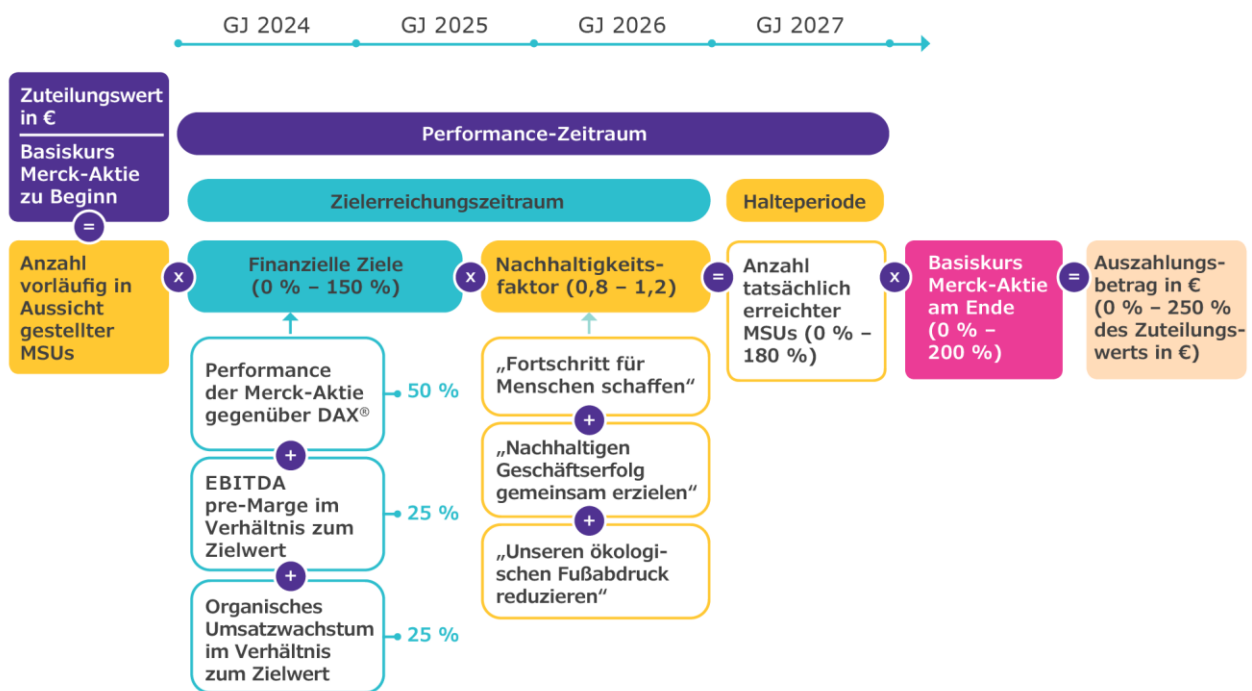 GJ 2024
GJ 2025
GJ 2026
GJ 2027
Zuteilungswert
in €
Basiskurs
Merck-Aktie
zu Beginn
=
Performance-Zeitraum
Zielerreichungszeitraum
Halteperiode
Anzahl
vorläufig in
Aussicht
gestellter
MSUs
x
Finanzielle Ziele
(0 % – 150 %)
x
Nachhaltigkeits-
faktor (0,8 – 1,2)
=
Anzahl
tatsächlich
erreichter
MSUs (0 % –
180 %)
x
Basiskurs
Merck-Aktie
am Ende
(0 % –
200 %)
=
Auszahlungs-
betrag in €
(0 % – 250 %
des Zuteilungs-
werts in €)
Performance
der Merck-Aktie
gegenüber DAX®
50 %
+
EBITDA
pre-Marge im
Verhältnis zum
Zielwert
25 %
+
Organisches
Umsatzwachstum
im Verhältnis
zum Zielwert
25 %
„Fortschritt für
Menschen schaffen“
+
„Nachhaltigen
Geschäftserfolg
gemeinsam erzielen“
+
„Unseren ökologi-
schen Fußabdruck
reduzieren“